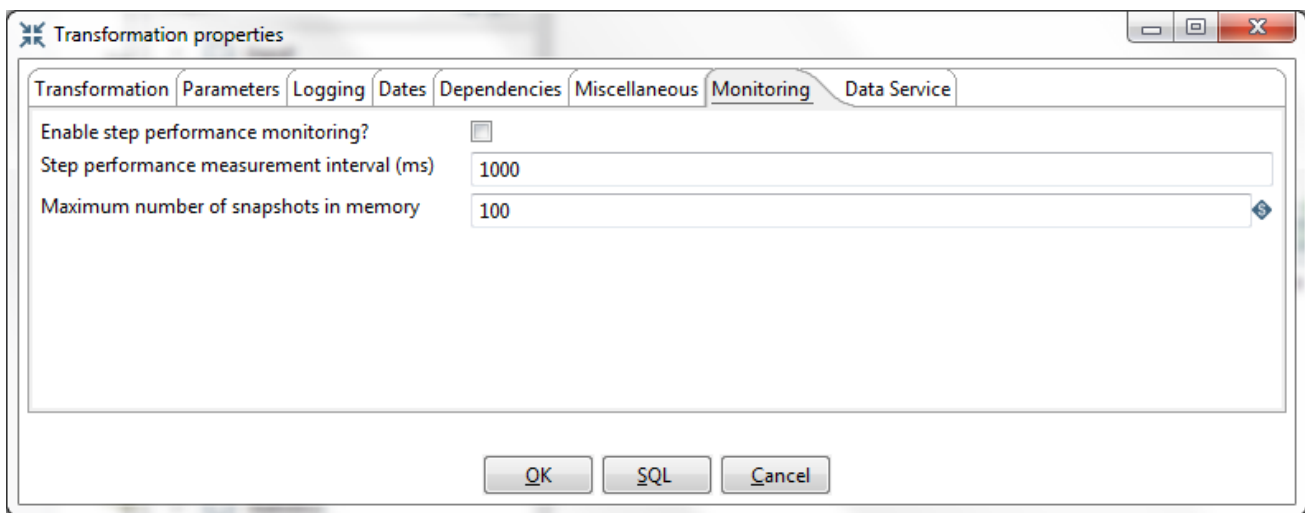 Transformation properties
Transformation Parameters Logging Dates Dependencies Miscellaneous Monitoring Data Service
Enable step performance monitoring?
Step performance measurement interval (ms) 1000
Maximum number of snapshots in memory 100
OK SQL Cancel